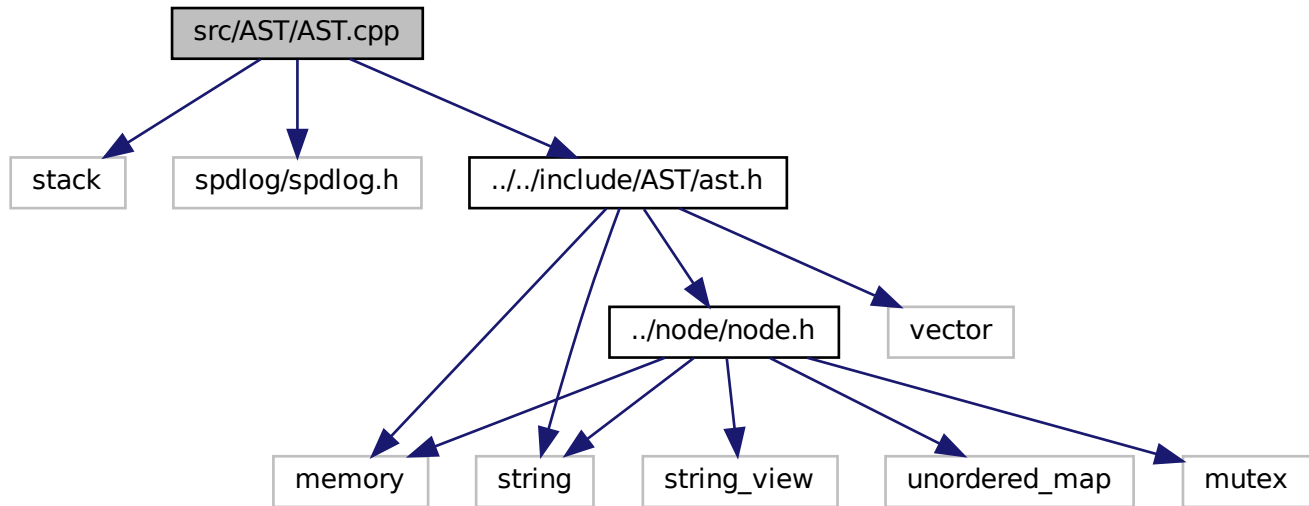 src/AST/AST.cpp
stack
spdlog/spdlog.h
../../include/AST/ast.h
../node/node.h
vector
memory
string
string_view
unordered_map
mutex